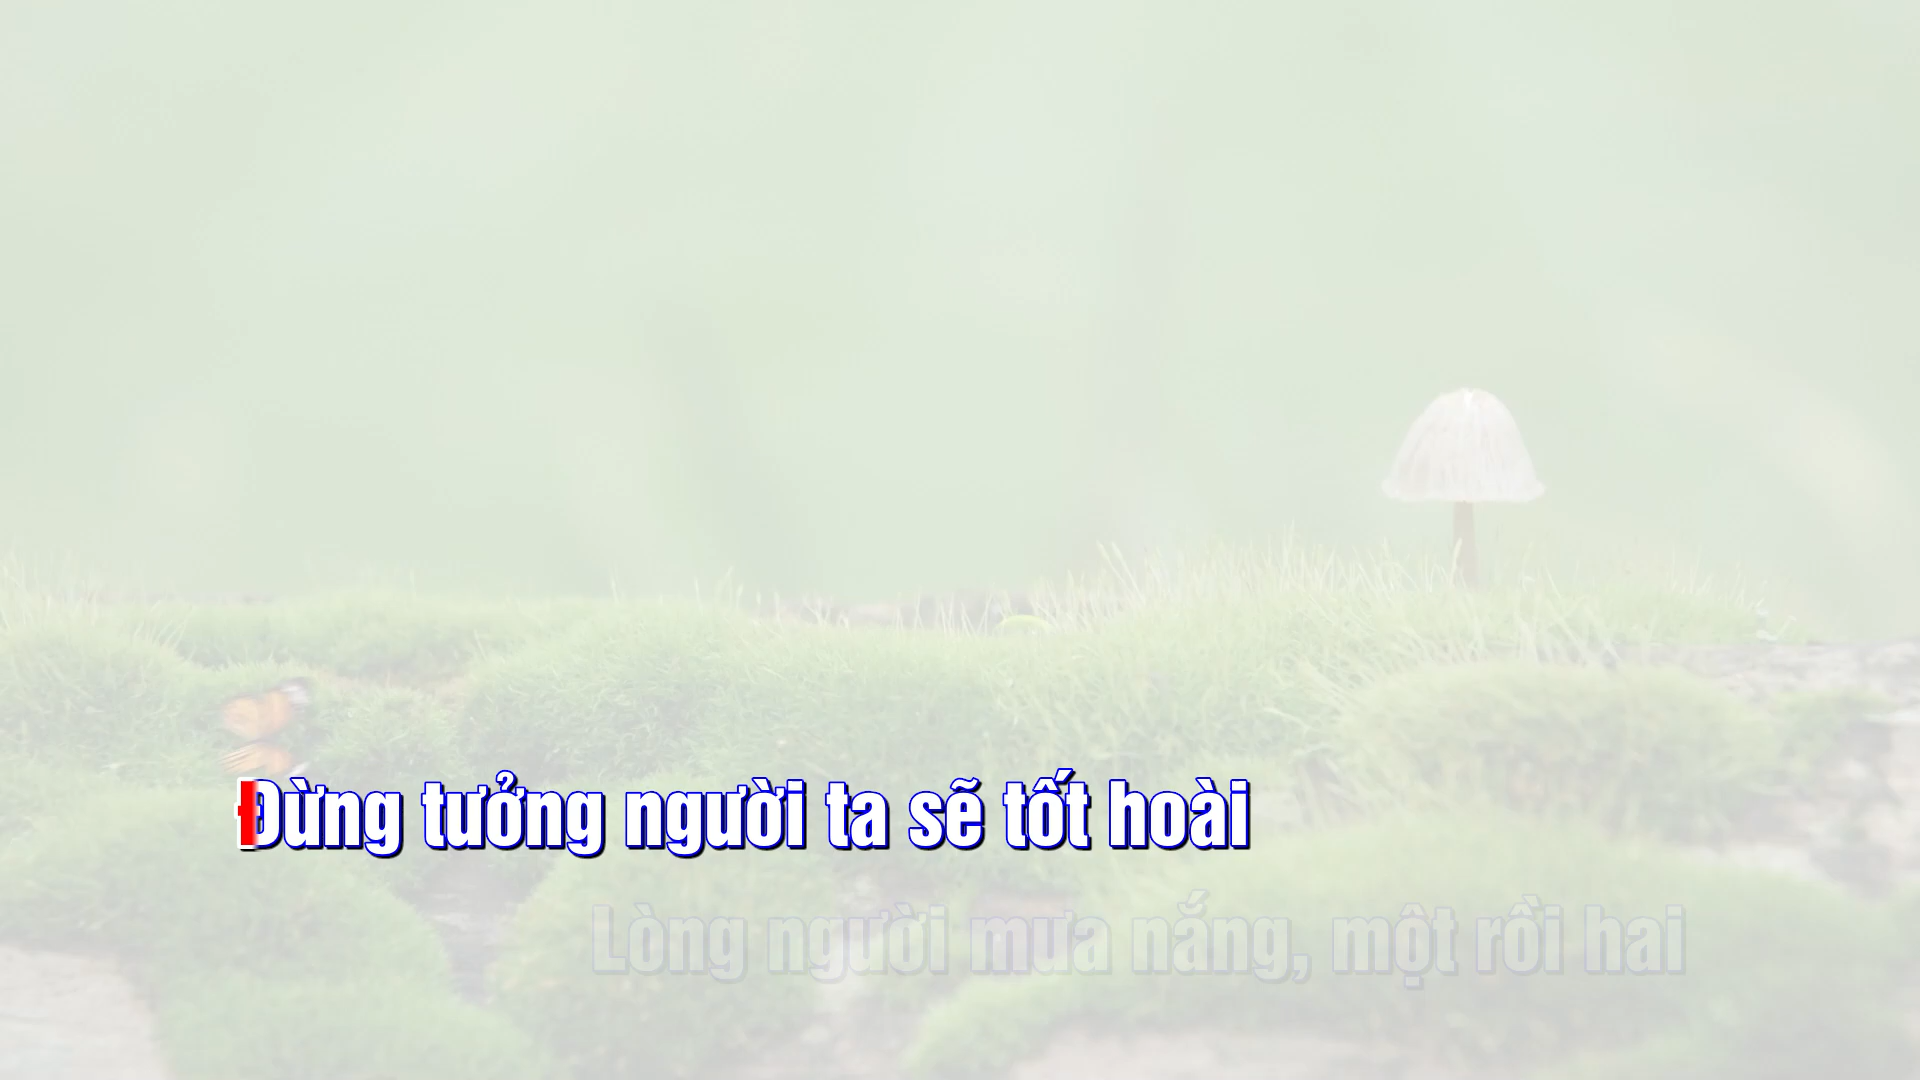 Đừng tưởng người ta sẽ tốt hoài
Lòng người mưa nắng, một rồi hai